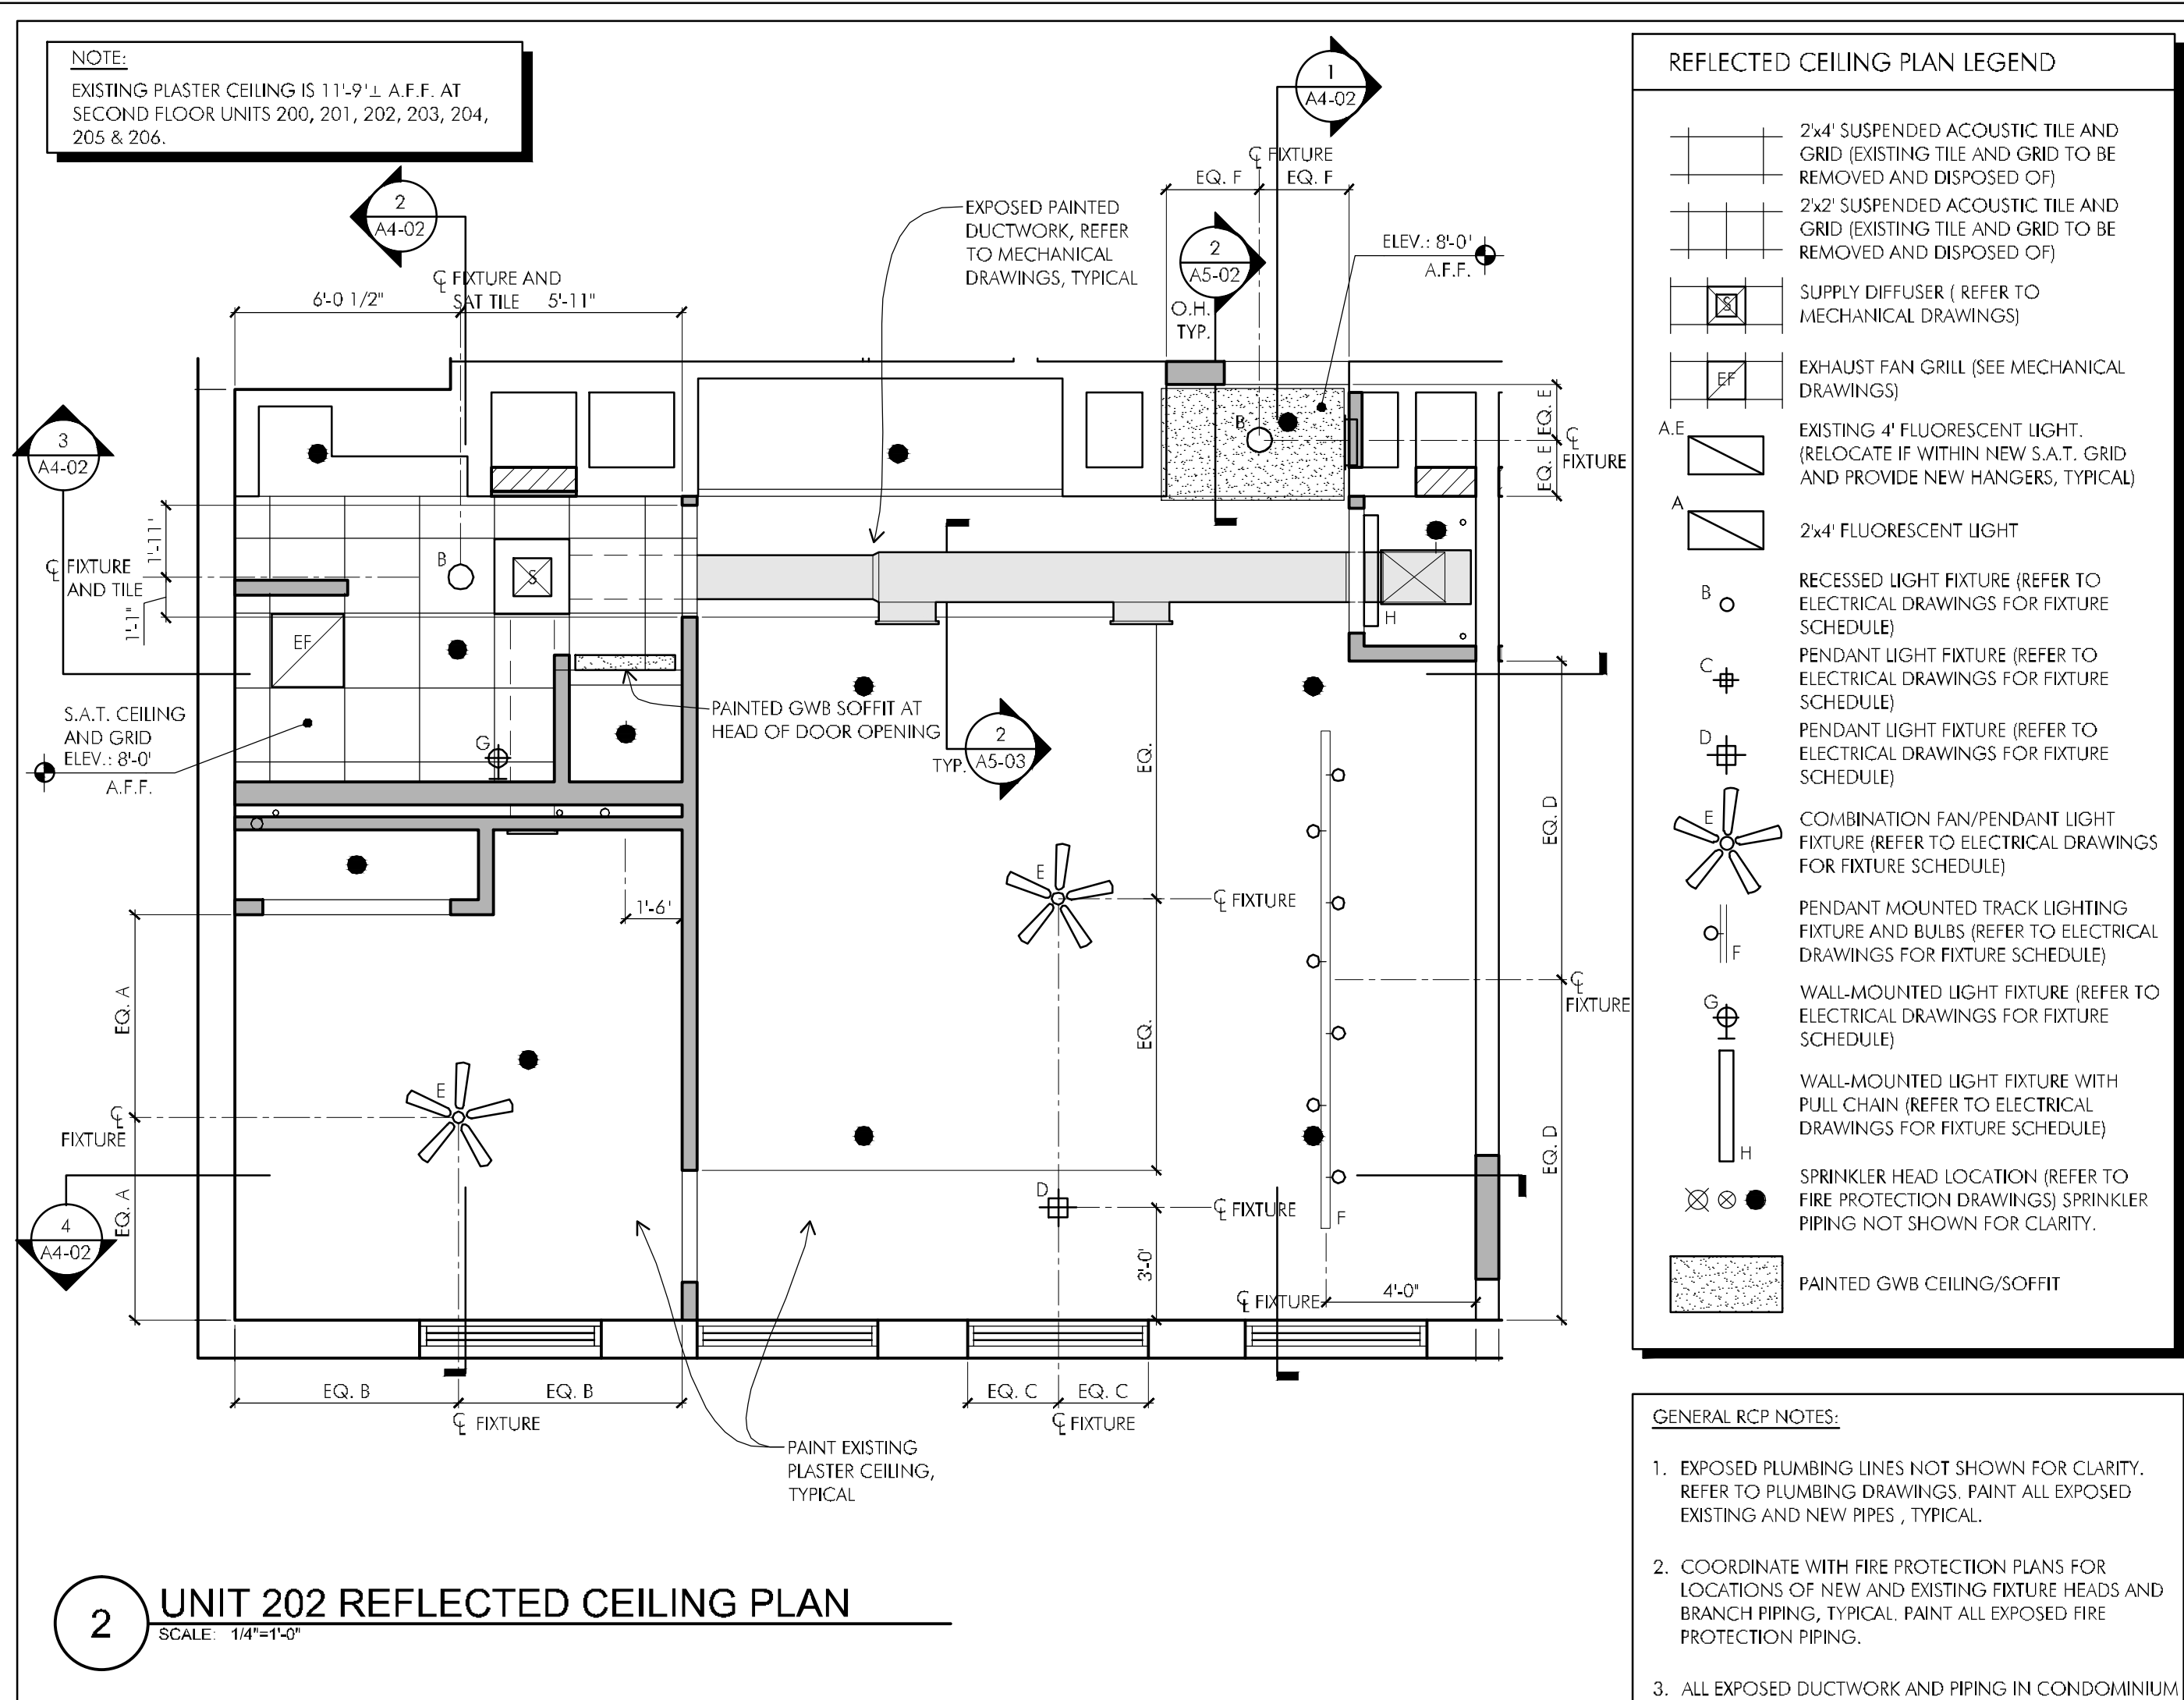 NOTE:
EXISTING PLASTER CEILING IS 11'-9"± A.F.F. AT
SECOND FLOOR UNITS 200, 201, 202, 203, 204,
205 & 206.
1
A4-02
℄ FIXTURE
EQ. F
EQ. F
2
A4-02
EXPOSED PAINTED
DUCTWORK, REFER
TO MECHANICAL
DRAWINGS, TYPICAL
2
A5-02
ELEV.: 8'-0"
A.F.F.
℄ FIXTURE AND
SAT TILE
6'-0 1/2"
5'-11"
O.H.
TYP.
3
A4-02
B
EQ. E
EQ. E
℄
FIXTURE
1'-11"
℄ FIXTURE
AND TILE
1'-1"
B
S
EF
H
S.A.T. CEILING
AND GRID
ELEV.: 8'-0"
A.F.F.
G
PAINTED GWB SOFFIT AT
HEAD OF DOOR OPENING
TYP.
2
A5-03
EQ.
EQ. D
E
℄ FIXTURE
1'-6"
EQ. A
EQ.
℄
FIXTURE
E
℄
FIXTURE
EQ. A
4
A4-02
D
℄ FIXTURE
F
EQ. D
3'-0"
℄ FIXTURE
4'-0"
EQ. B
EQ. B
℄ FIXTURE
EQ. C
EQ. C
℄ FIXTURE
PAINT EXISTING
PLASTER CEILING,
TYPICAL
2
UNIT 202 REFLECTED CEILING PLAN
SCALE: 1/4"=1'-0"
REFLECTED CEILING PLAN LEGEND
2'x4' SUSPENDED ACOUSTIC TILE AND
GRID (EXISTING TILE AND GRID TO BE
REMOVED AND DISPOSED OF)
2'x2' SUSPENDED ACOUSTIC TILE AND
GRID (EXISTING TILE AND GRID TO BE
REMOVED AND DISPOSED OF)
S
SUPPLY DIFFUSER ( REFER TO
MECHANICAL DRAWINGS)
EF
EXHAUST FAN GRILL (SEE MECHANICAL
DRAWINGS)
A.E
EXISTING 4' FLUORESCENT LIGHT.
(RELOCATE IF WITHIN NEW S.A.T. GRID
AND PROVIDE NEW HANGERS, TYPICAL)
A
2'x4' FLUORESCENT LIGHT
B
RECESSED LIGHT FIXTURE (REFER TO
ELECTRICAL DRAWINGS FOR FIXTURE
SCHEDULE)
C
PENDANT LIGHT FIXTURE (REFER TO
ELECTRICAL DRAWINGS FOR FIXTURE
SCHEDULE)
D
PENDANT LIGHT FIXTURE (REFER TO
ELECTRICAL DRAWINGS FOR FIXTURE
SCHEDULE)
E
COMBINATION FAN/PENDANT LIGHT
FIXTURE (REFER TO ELECTRICAL DRAWINGS
FOR FIXTURE SCHEDULE)
F
PENDANT MOUNTED TRACK LIGHTING
FIXTURE AND BULBS (REFER TO ELECTRICAL
DRAWINGS FOR FIXTURE SCHEDULE)
G
WALL-MOUNTED LIGHT FIXTURE (REFER TO
ELECTRICAL DRAWINGS FOR FIXTURE
SCHEDULE)
H
WALL-MOUNTED LIGHT FIXTURE WITH
PULL CHAIN (REFER TO ELECTRICAL
DRAWINGS FOR FIXTURE SCHEDULE)
SPRINKLER HEAD LOCATION (REFER TO
FIRE PROTECTION DRAWINGS) SPRINKLER
PIPING NOT SHOWN FOR CLARITY.
PAINTED GWB CEILING/SOFFIT
GENERAL RCP NOTES:
1. EXPOSED PLUMBING LINES NOT SHOWN FOR CLARITY.
REFER TO PLUMBING DRAWINGS. PAINT ALL EXPOSED
EXISTING AND NEW PIPES , TYPICAL.
2. COORDINATE WITH FIRE PROTECTION PLANS FOR
LOCATIONS OF NEW AND EXISTING FIXTURE HEADS AND
BRANCH PIPING, TYPICAL. PAINT ALL EXPOSED FIRE
PROTECTION PIPING.
3. ALL EXPOSED DUCTWORK AND PIPING IN CONDOMINIUM